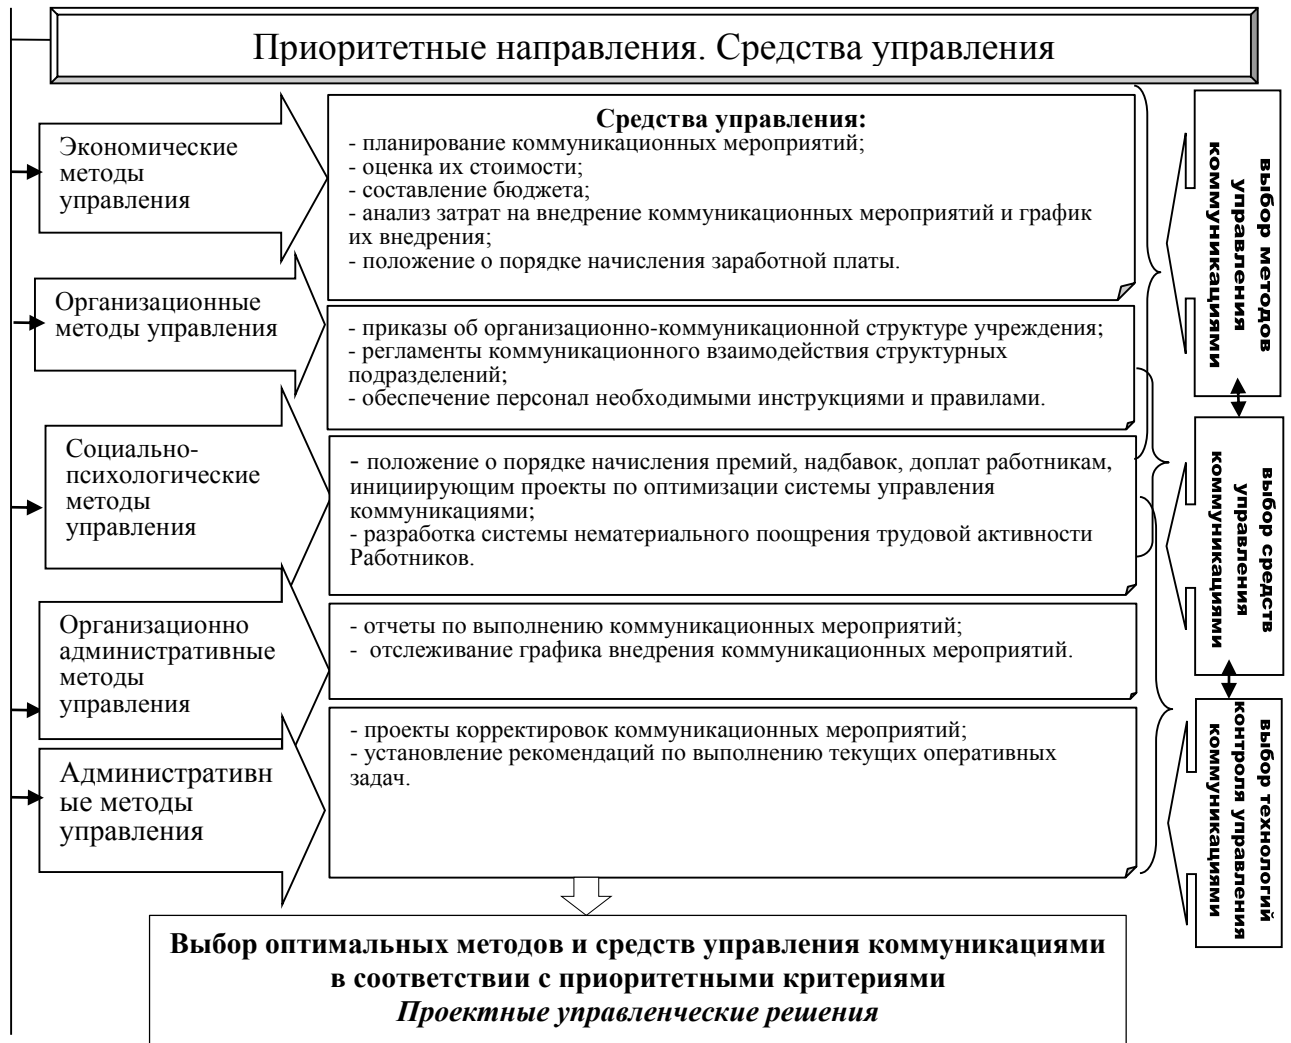 Приоритетные направления. Средства управления
Экономические
методы
управления
Средства управления:
- планирование коммуникационных мероприятий;
- оценка их стоимости;
- составление бюджета;
- анализ затрат на внедрение коммуникационных мероприятий и график
их внедрения;
- положение о порядке начисления заработной платы.
Организационные
методы управления
- приказы об организационно-коммуникационной структуре учреждения;
- регламенты коммуникационного взаимодействия структурных
подразделений;
- обеспечение персонал необходимыми инструкциями и правилами.
Социально-
психологические
методы
управления
- положение о порядке начисления премий, надбавок, доплат работникам,
инициирующим проекты по оптимизации системы управления
коммуникациями;
- разработка системы нематериального поощрения трудовой активности
Работников.
Организационно
административные
методы
управления
- отчеты по выполнению коммуникационных мероприятий;
- отслеживание графика внедрения коммуникационных мероприятий.
Административн
ые методы
управления
- проекты корректировок коммуникационных мероприятий;
- установление рекомендаций по выполнению текущих оперативных
задач.
выбор методов
управления
коммуникациями
выбор средств
управления
коммуникациями
выбор технологий
контроля управления
коммуникациями
Выбор оптимальных методов и средств управления коммуникациями
в соответствии с приоритетными критериями
Проектные управленческие решения